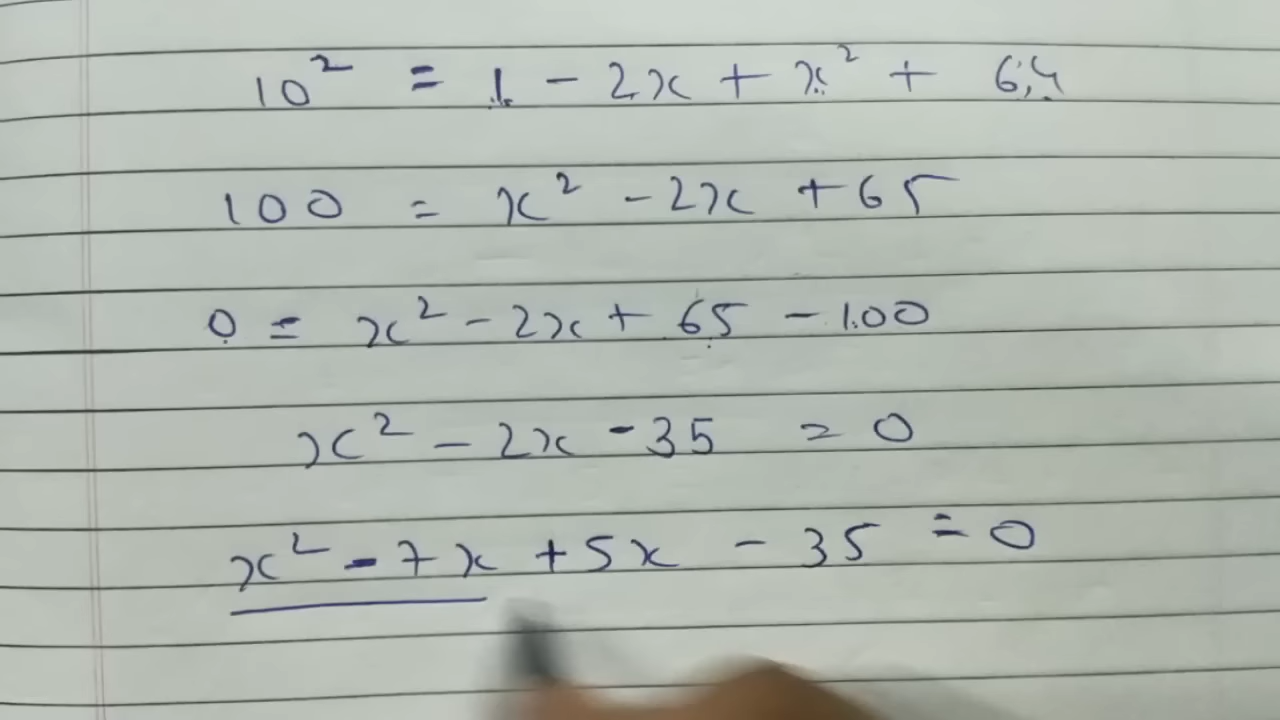 10² = 1 - 2x + x² + 64
100 = x² - 2x + 65
0 = x² - 2x + 65 - 100
x² - 2x - 35 = 0
x² - 7x + 5x - 35 = 0